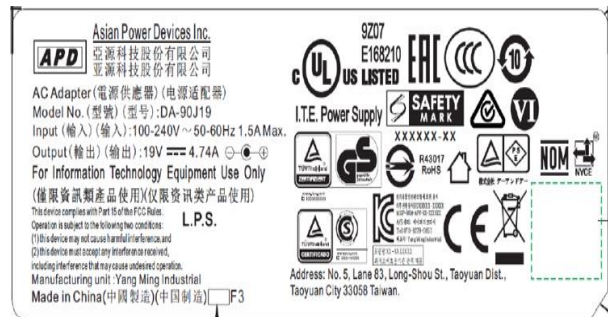 APD
Asian Power Devices Inc.
亞源科技股份有限公司
亚源科技股份有限公司
AC Adapter (電源供應器) (电源适配器)
Model No. (型號) (型号) :DA-90J19
Input (輸入) (输入) :100-240V~50-60Hz 1.5A Max.
Output (輸出) (输出) :19V 4.74A
For Information Technology Equipment Use Only
(僅限資訊類產品使用)(仅限资讯类产品使用)
This device complies with Part 15 of the FCC Rules.
Operation is subject to the following two conditions:
(1) this device may not cause harmful interference, and
(2) this device must accept any interference received,
including interference that may cause undesired operation.
L.P.S.
Manufacturing unit :Yang Ming Industrial
Made in China(中國製造)(中国制造) F3
9Z07
E168210
C UL US LISTED
EAC
CCC
10
I.T.E. Power Supply
SAFETY
MARK
VI
XXXXXX-XX
GS
R43017
RoHS
PSE
NOM
NYCE
CE
Address: No. 5, Lane 83, Long-Shou St., Taoyuan Dist.,
Taoyuan City 33058 Taiwan.